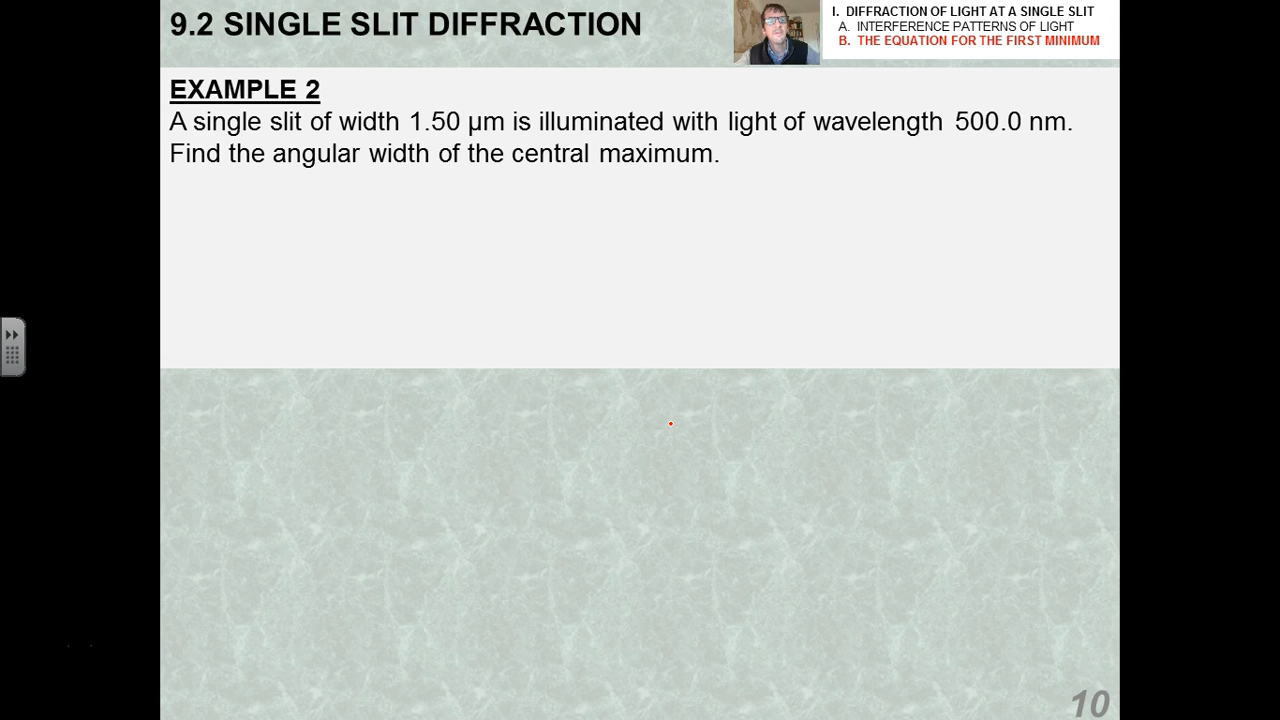 9.2 SINGLE SLIT DIFFRACTION
I. DIFFRACTION OF LIGHT AT A SINGLE SLIT
A. INTERFERENCE PATTERNS OF LIGHT
B. THE EQUATION FOR THE FIRST MINIMUM
EXAMPLE 2
A single slit of width 1.50 μm is illuminated with light of wavelength 500.0 nm.
Find the angular width of the central maximum.
10